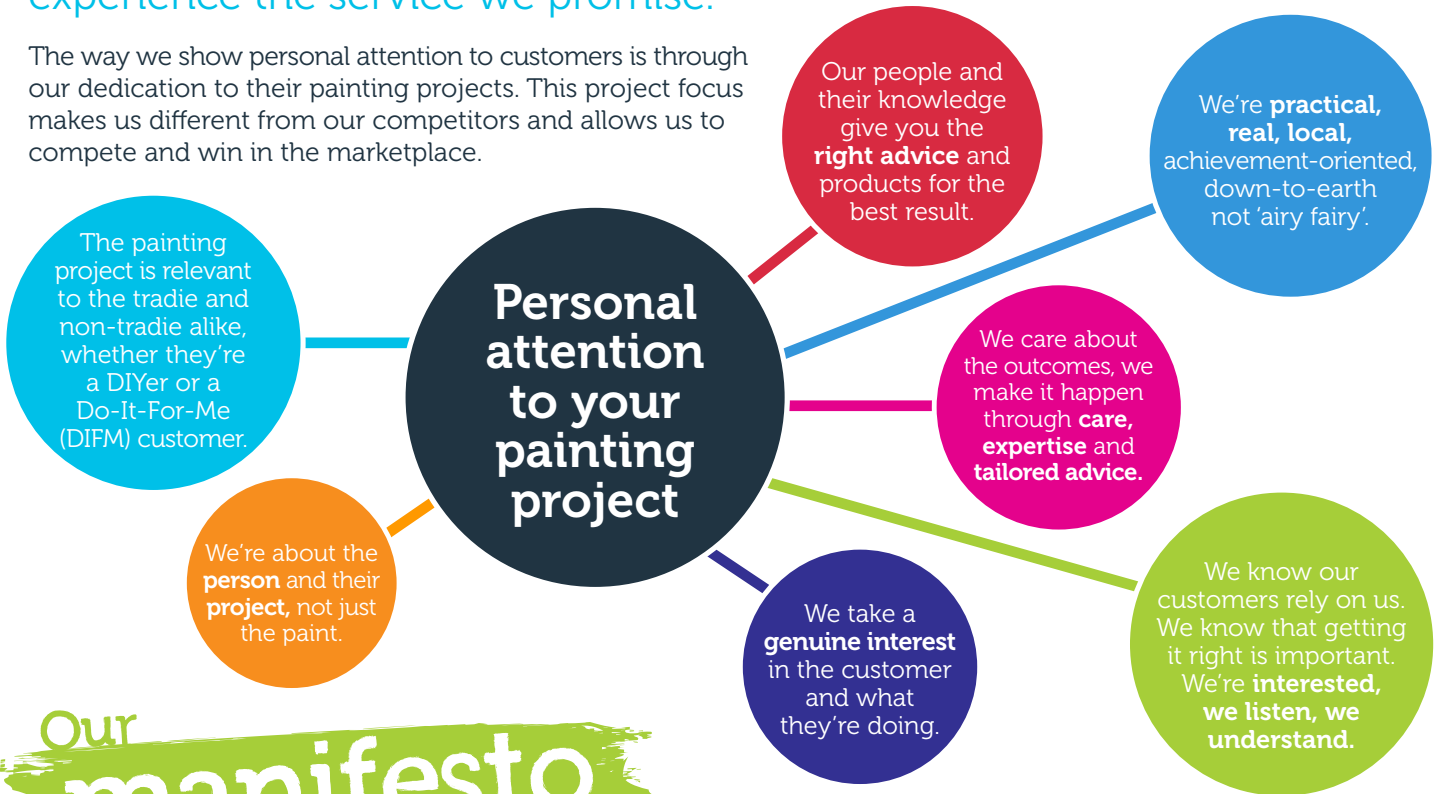 experience the service we promise.
The way we show personal attention to customers is through
our dedication to their painting projects. This project focus
makes us different from our competitors and allows us to
compete and win in the marketplace.
Our people and
their knowledge
give you the
right advice and
products for the
best result.
We're practical,
real, local,
achievement-oriented,
down-to-earth
not 'airy fairy'.
The painting
project is relevant
to the tradie and
non-tradie alike,
whether they're
a DIYer or a
Do-It-For-Me
(DIFM) customer.
Personal
attention
to your
painting
project
We care about
the outcomes, we
make it happen
through care,
expertise and
tailored advice.
We're about the
person and their
project, not just
the paint.
We take a
genuine interest
in the customer
and what
they're doing.
We know our
customers rely on us.
We know that getting
it right is important.
We're interested,
we listen, we
understand.
Our
manifesto